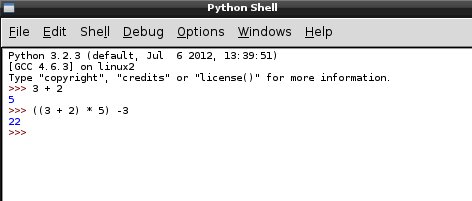 Python Shell
File Edit Shell Debug Options Windows Help
Python 3.2.3 (default, Jul  6 2012, 13:39:51)
[GCC 4.6.3] on linux2
Type "copyright", "credits" or "license()" for more information.
>>> 3 + 2
5
>>> ((3 + 2) * 5) -3
22
>>>